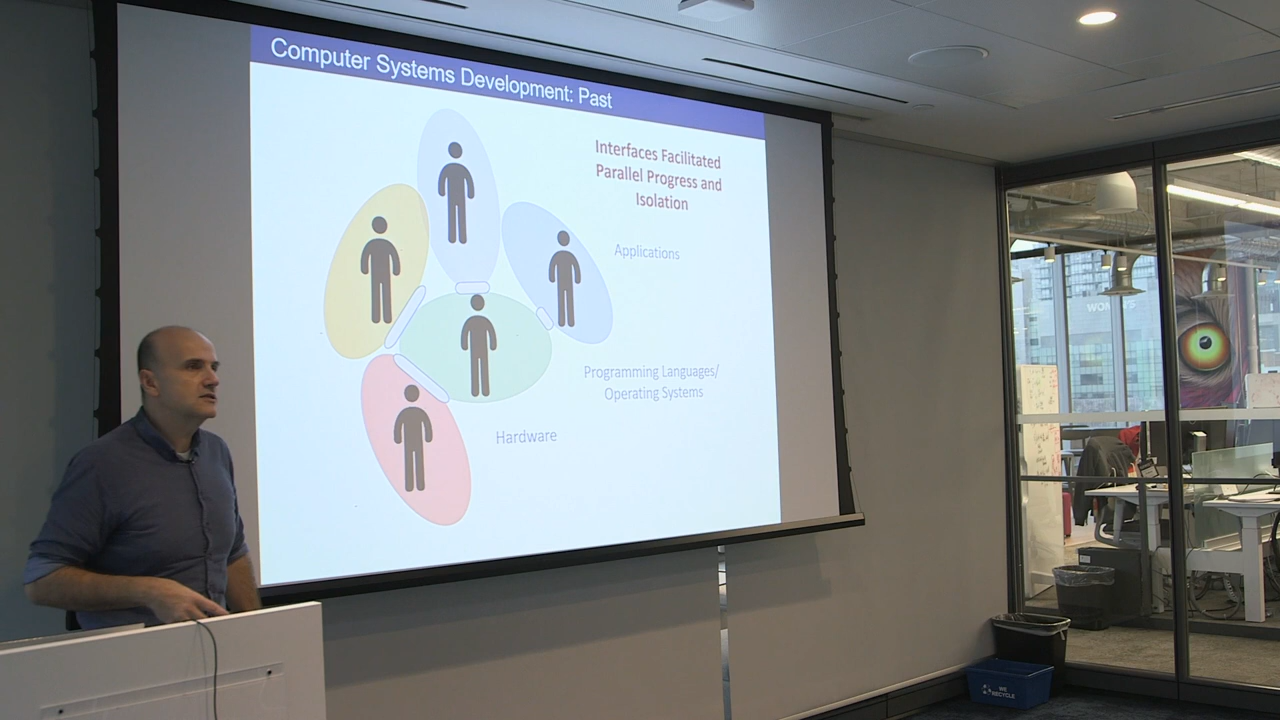 Computer Systems Development: Past
Interfaces Facilitated
Parallel Progress and
Isolation
Applications
Programming Languages/
Operating Systems
Hardware
WE
RECYCLE